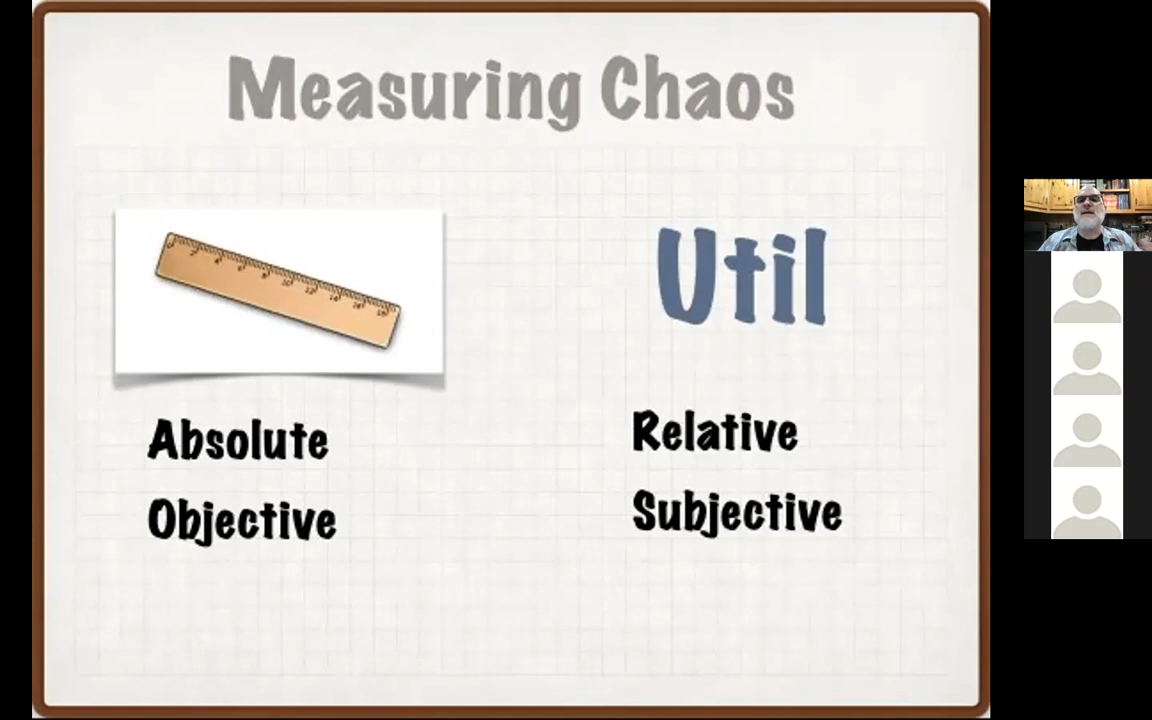 Measuring Chaos
Util
Absolute
Objective
Relative
Subjective